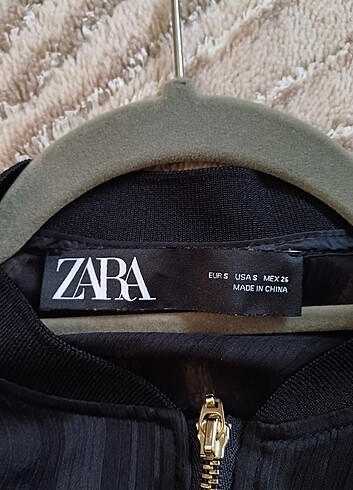 ZARA
EUR S USA S MEX 26
MADE IN CHINA